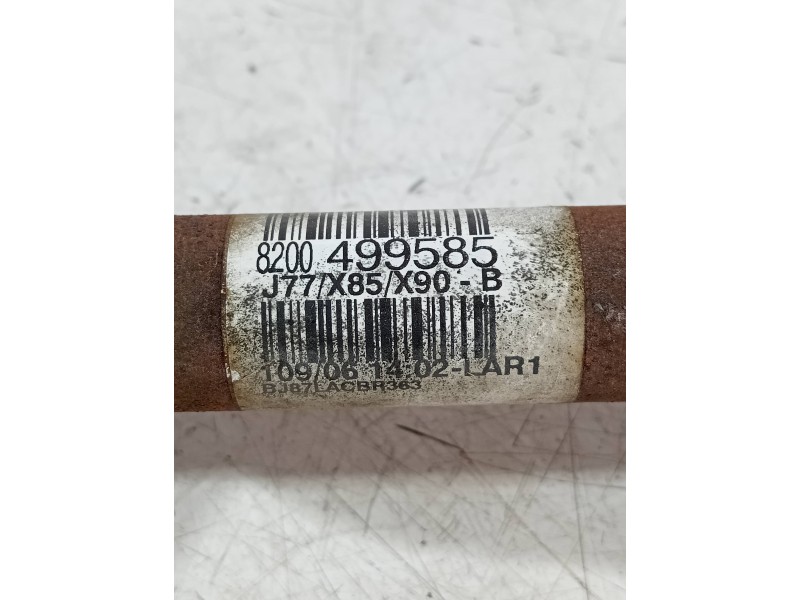 8200 499585
J77/X85/X90 - B
109/06 14:02-LAR1
BJ87LACBR363